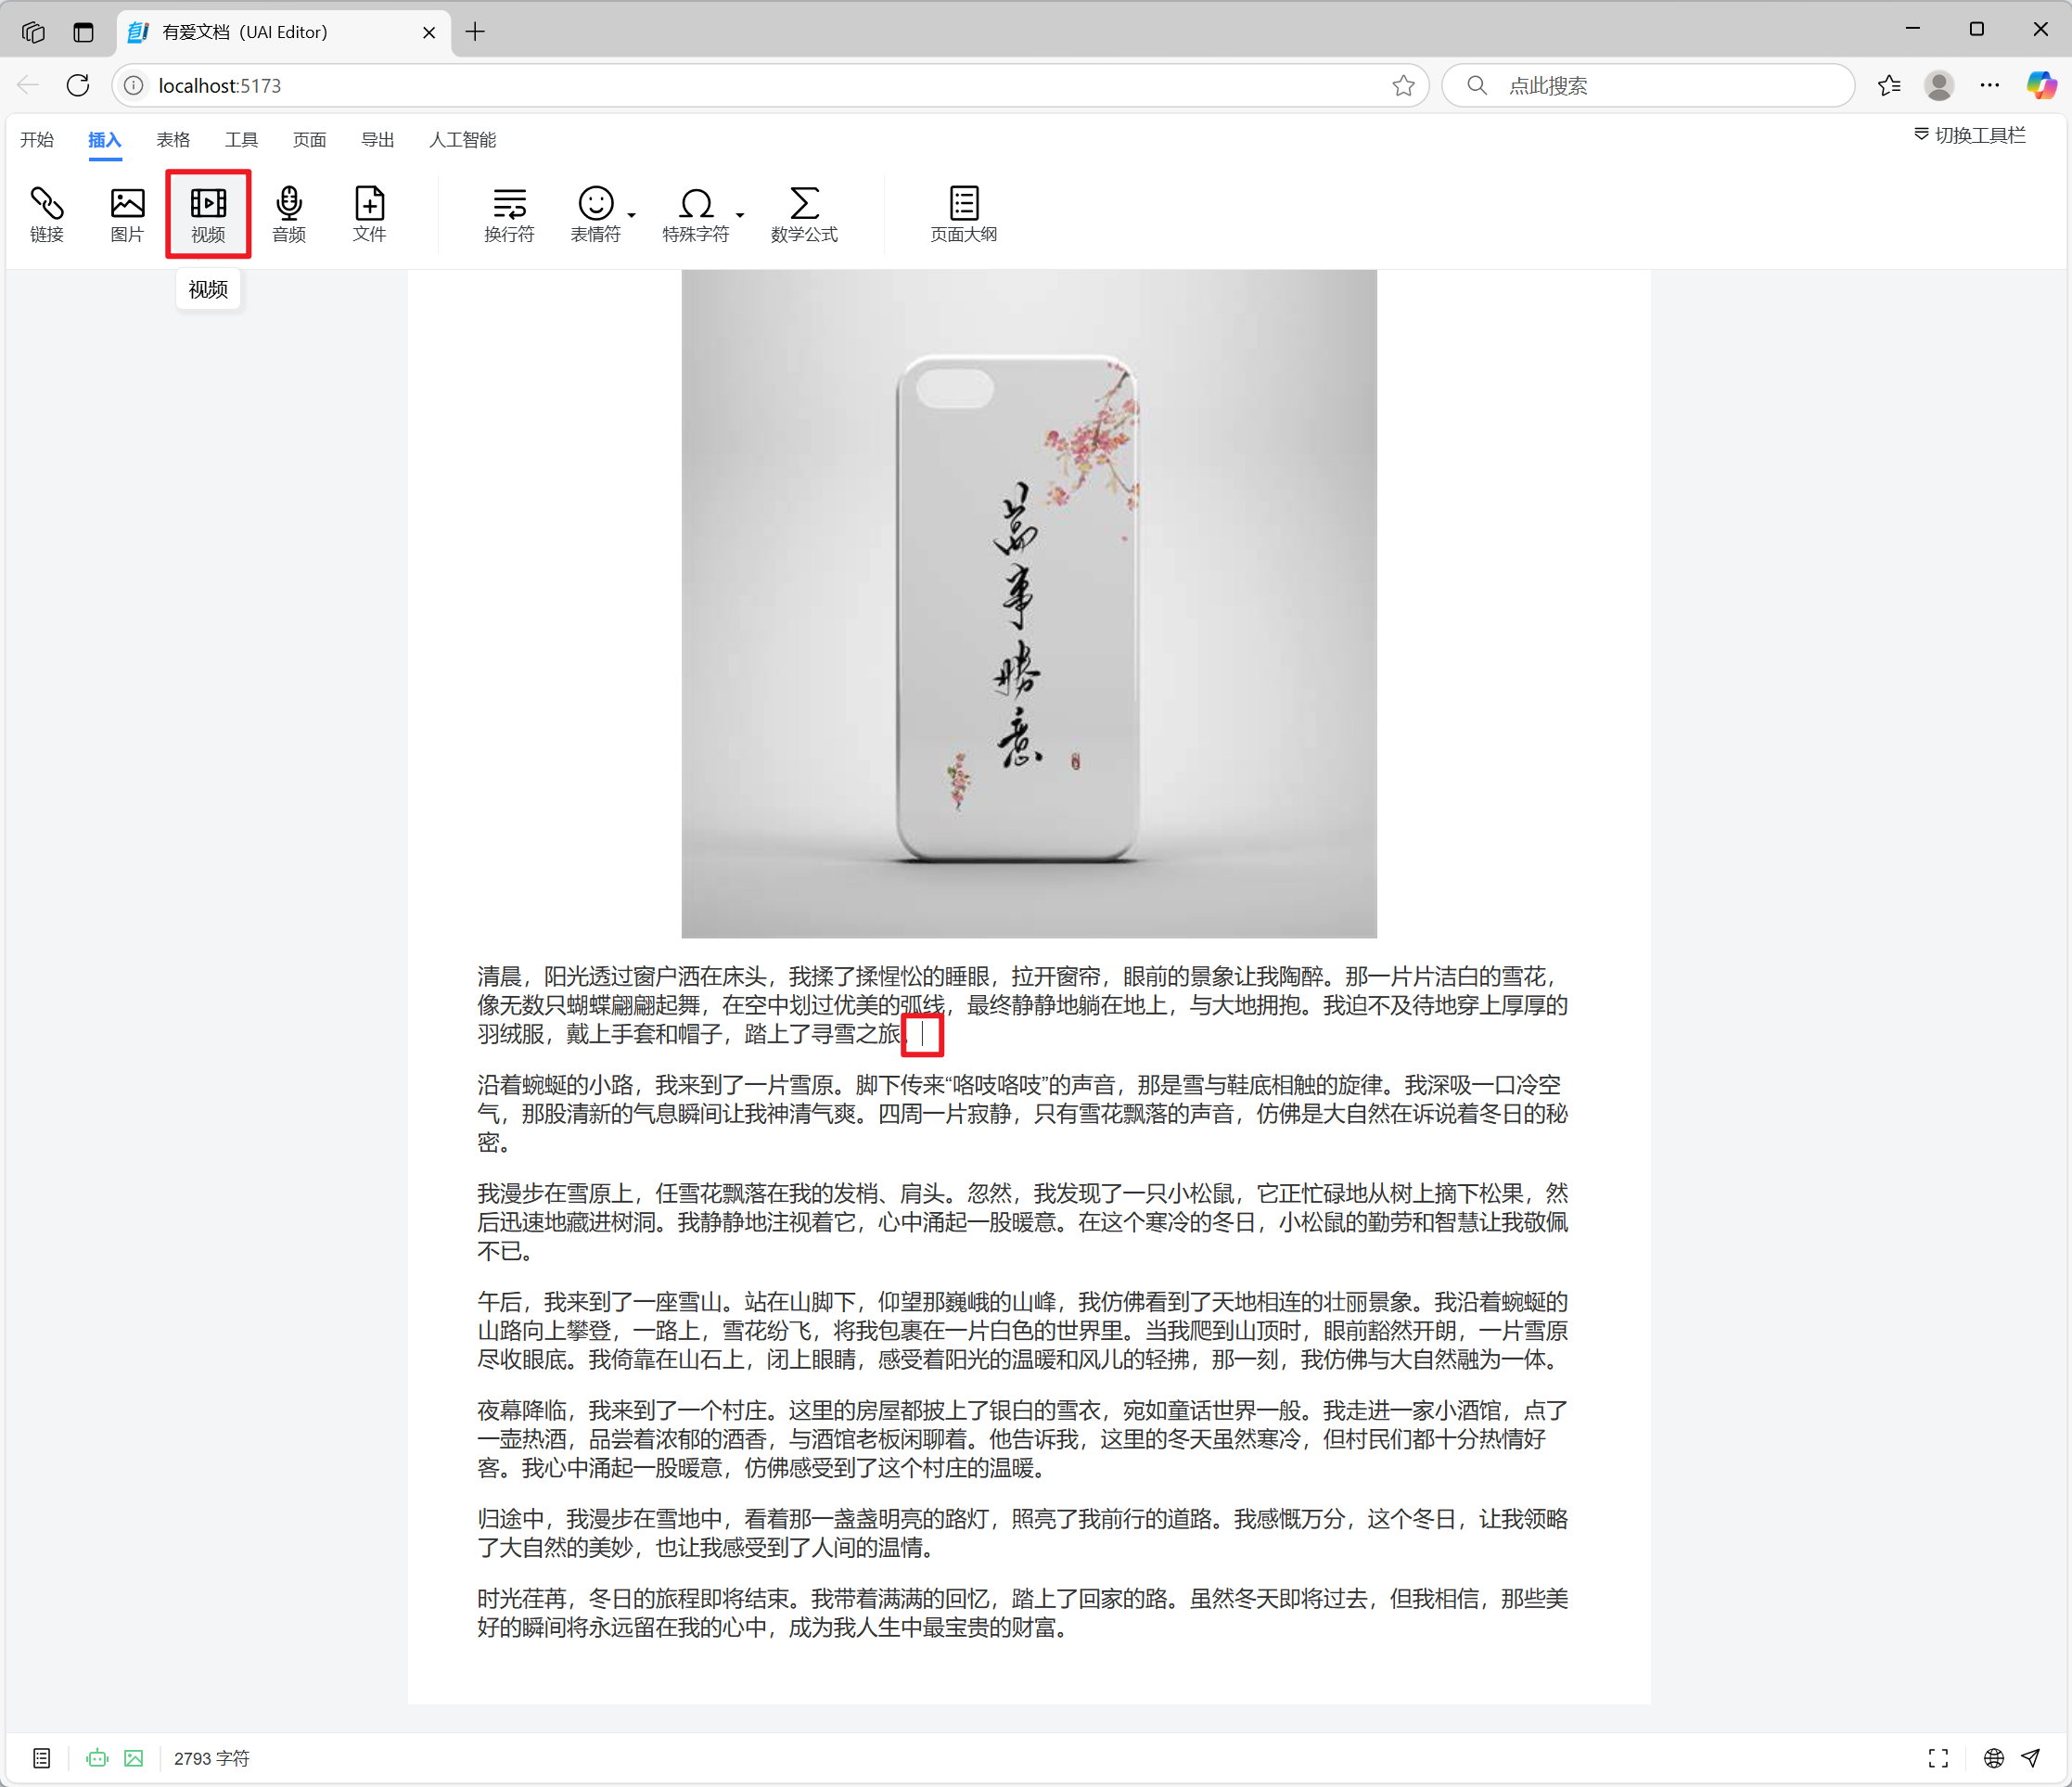 有爱文档（UAI Editor）
localhost:5173
点此搜索
开始 插入 表格 工具 页面 导出 人工智能
切换工具栏
链接 图片 视频 音频 文件 换行符 表情符 特殊字符 数学公式 页面大纲
视频
萬
事
勝
意
清晨，阳光透过窗户洒在床头，我揉了揉惺忪的睡眼，拉开窗帘，眼前的景象让我陶醉。那一片片洁白的雪花，
像无数只蝴蝶翩翩起舞，在空中划过优美的弧线，最终静静地躺在地上，与大地拥抱。我迫不及待地穿上厚厚的
羽绒服，戴上手套和帽子，踏上了寻雪之旅
沿着蜿蜒的小路，我来到了一片雪原。脚下传来“咯吱咯吱”的声音，那是雪与鞋底相触的旋律。我深吸一口冷空
气，那股清新的气息瞬间让我神清气爽。四周一片寂静，只有雪花飘落的声音，仿佛是大自然在诉说着冬日的秘
密。
我漫步在雪原上，任雪花飘落在我的发梢、肩头。忽然，我发现了一只小松鼠，它正忙碌地从树上摘下松果，然
后迅速地藏进树洞。我静静地注视着它，心中涌起一股暖意。在这个寒冷的冬日，小松鼠的勤劳和智慧让我敬佩
不已。
午后，我来到了一座雪山。站在山脚下，仰望那巍峨的山峰，我仿佛看到了天地相连的壮丽景象。我沿着蜿蜒的
山路向上攀登，一路上，雪花纷飞，将我包裹在一片白色的世界里。当我爬到山顶时，眼前豁然开朗，一片雪原
尽收眼底。我倚靠在山石上，闭上眼睛，感受着阳光的温暖和风儿的轻拂，那一刻，我仿佛与大自然融为一体。
夜幕降临，我来到了一个村庄。这里的房屋都披上了银白的雪衣，宛如童话世界一般。我走进一家小酒馆，点了
一壶热酒，品尝着浓郁的酒香，与酒馆老板闲聊着。他告诉我，这里的冬天虽然寒冷，但村民们都十分热情好
客。我心中涌起一股暖意，仿佛感受到了这个村庄的温暖。
归途中，我漫步在雪地中，看着那一盏盏明亮的路灯，照亮了我前行的道路。我感慨万分，这个冬日，让我领略
了大自然的美妙，也让我感受到了人间的温情。
时光荏苒，冬日的旅程即将结束。我带着满满的回忆，踏上了回家的路。虽然冬天即将过去，但我相信，那些美
好的瞬间将永远留在我的心中，成为我人生中最宝贵的财富。
2793 字符